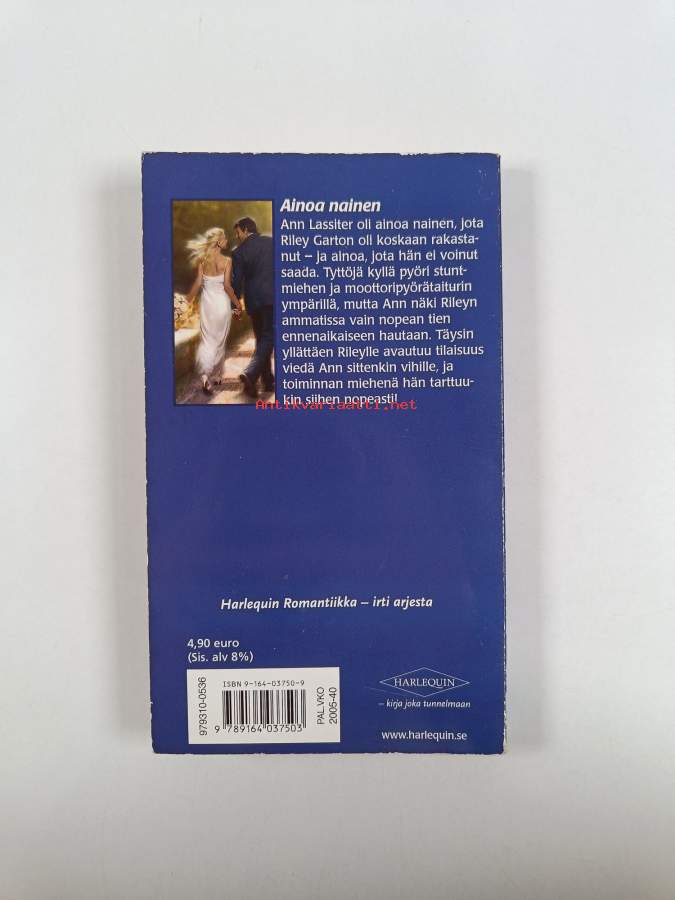 Ainoa nainen
Ann Lassiter oli ainoa nainen, jota
Riley Garton oli koskaan rakasta-
nut – ja ainoa, jota hän ei voinut
saada. Tyttöjä kyllä pyöri stunt-
miehen ja moottoripyörätaiturin
ympärillä, mutta Ann näki Rileyn
ammatissa vain nopean tien
ennenaikaiseen hautaan. Täysin
yllättäen Rileylle avautuu tilaisuus
viedä Ann sittenkin vihille, ja
toiminnan miehenä hän tarttuu-
kin siihen nopeasti!
Antikvariaatti.net
Harlequin Romantiikka – irti arjesta
4,90 euro
(Sis. alv 8%)
979310-0536
ISBN 9-164-03750-9
9 789164 037503
PAL.VKO
2005-40
HARLEQUIN
– kirja joka tunnelmaan
www.harlequin.se